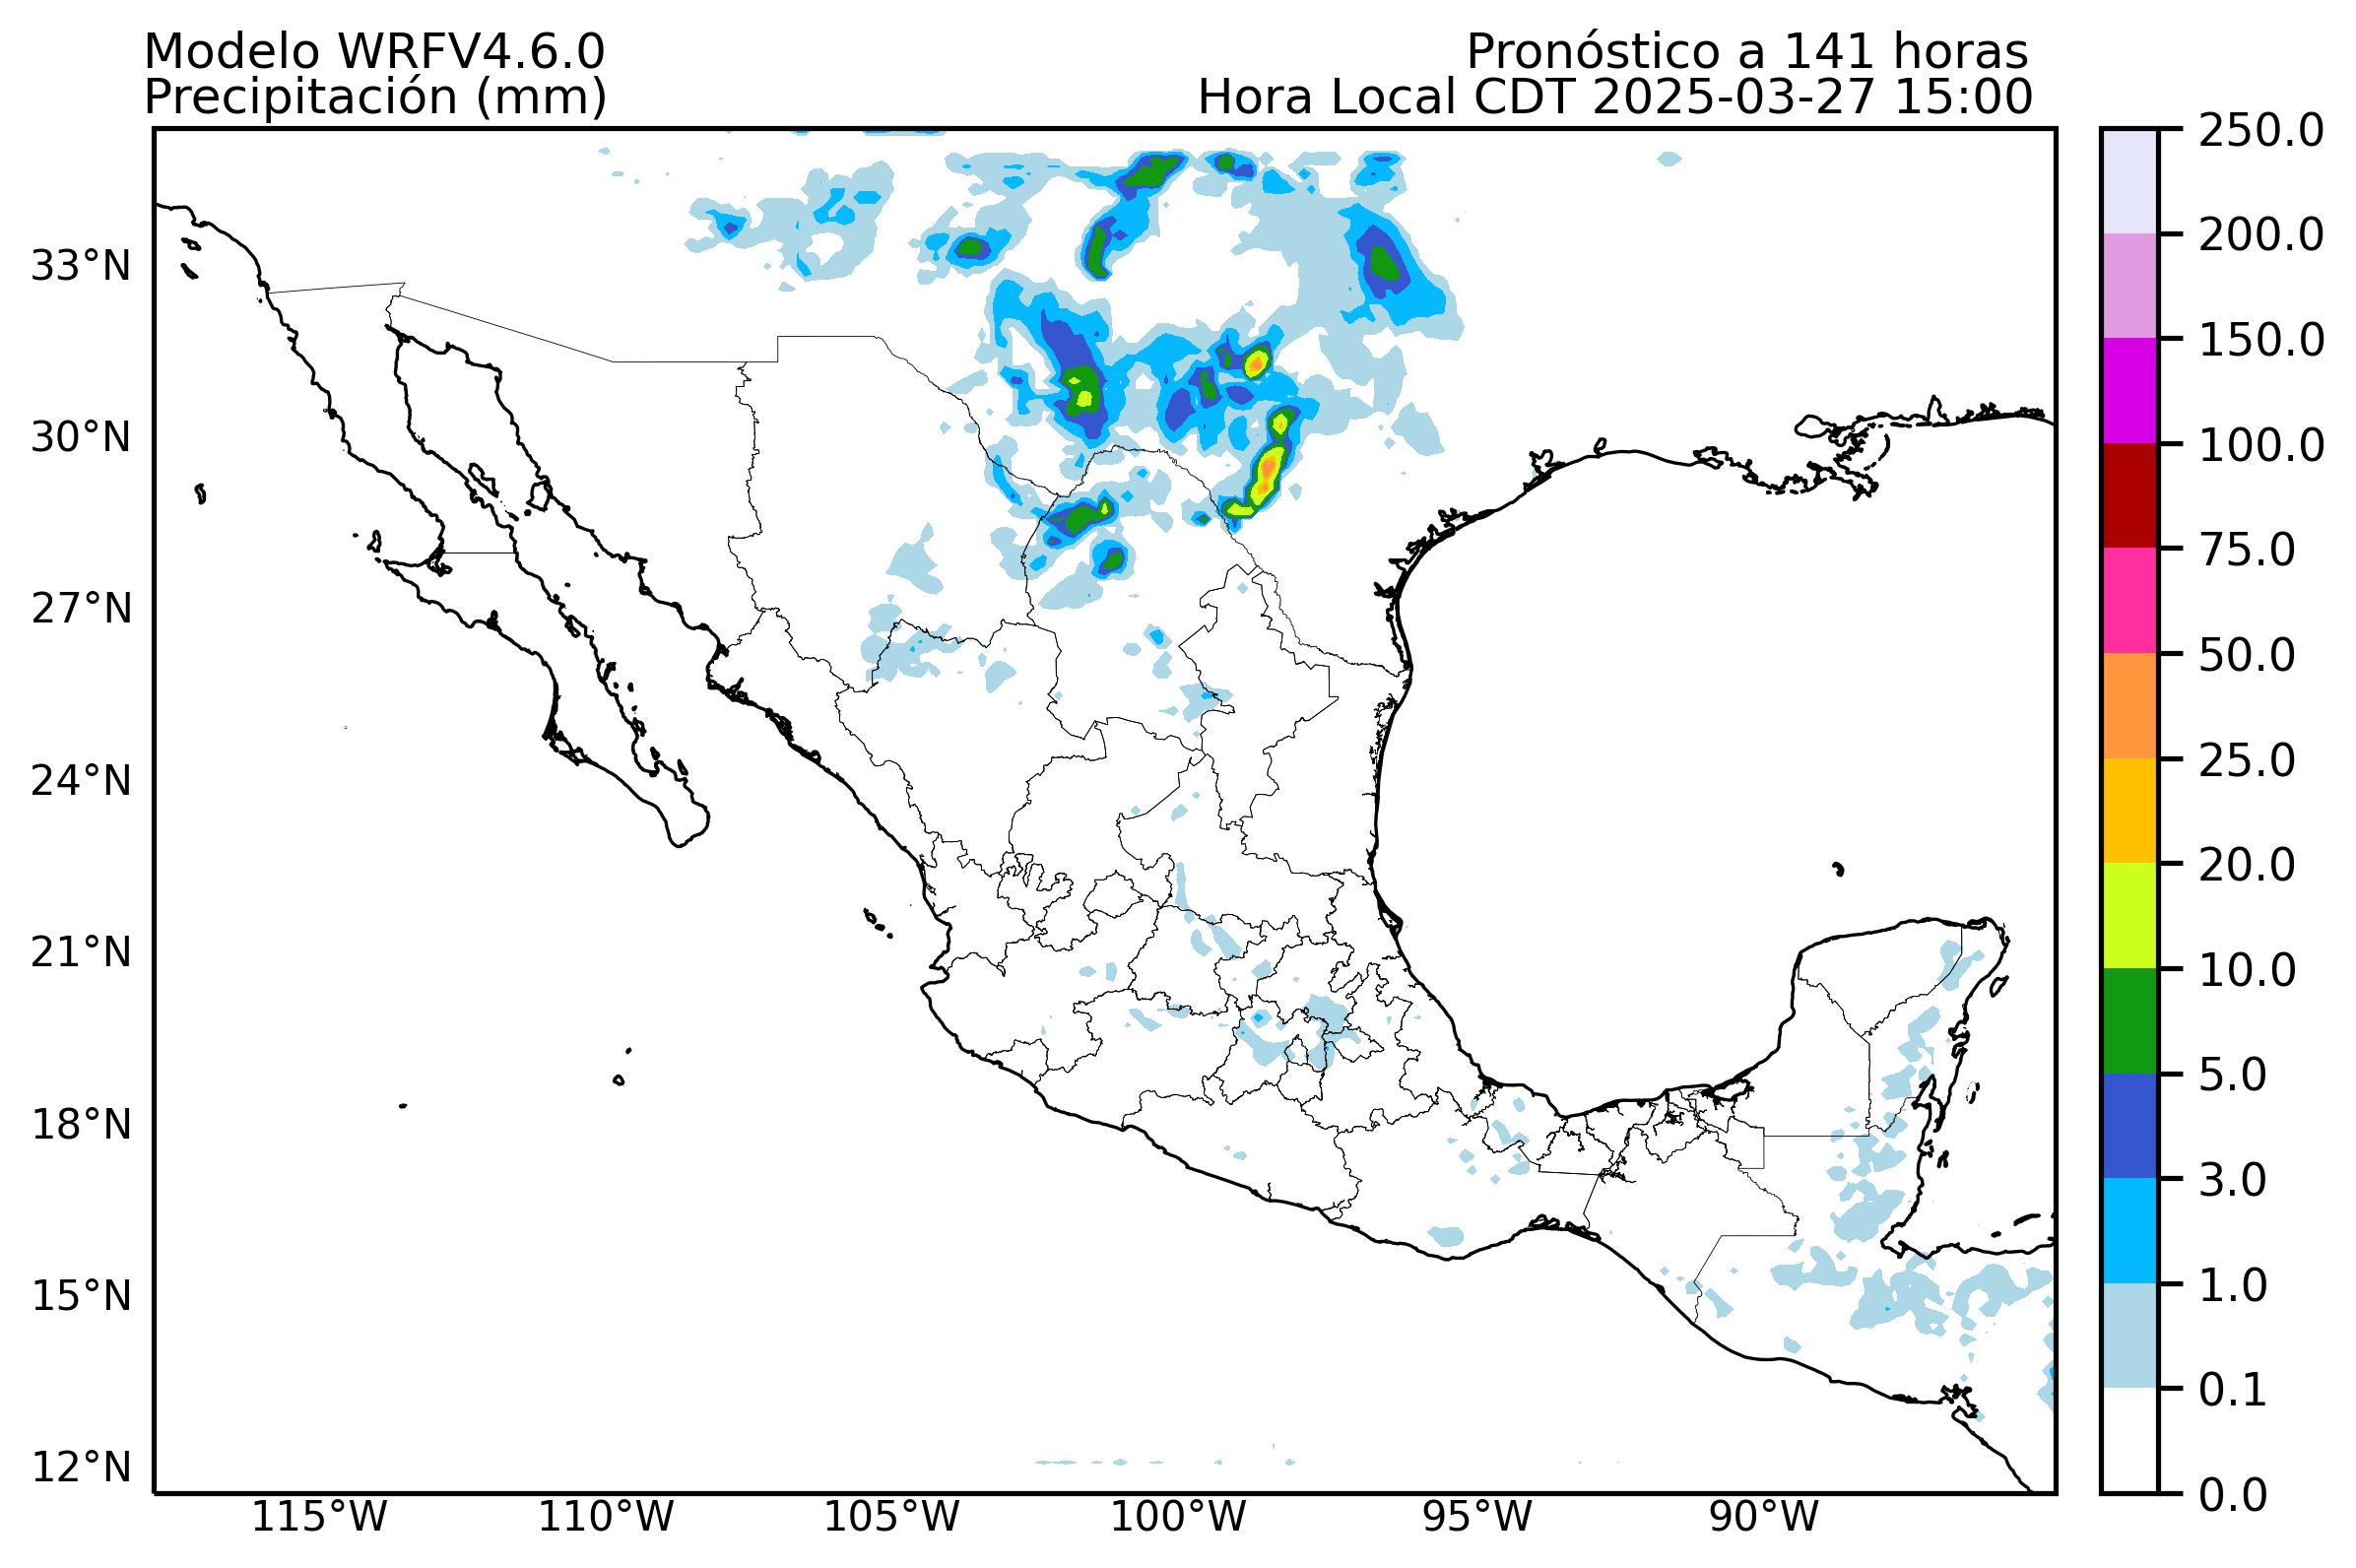 Modelo WRFV4.6.0
Pronóstico a 141 horas
Precipitación (mm)
Hora Local CDT 2025-03-27 15:00
33°N
30°N
27°N
24°N
21°N
18°N
15°N
12°N
115°W
110°W
105°W
100°W
95°W
90°W
250.0
200.0
150.0
100.0
75.0
50.0
25.0
20.0
10.0
5.0
3.0
1.0
0.1
0.0